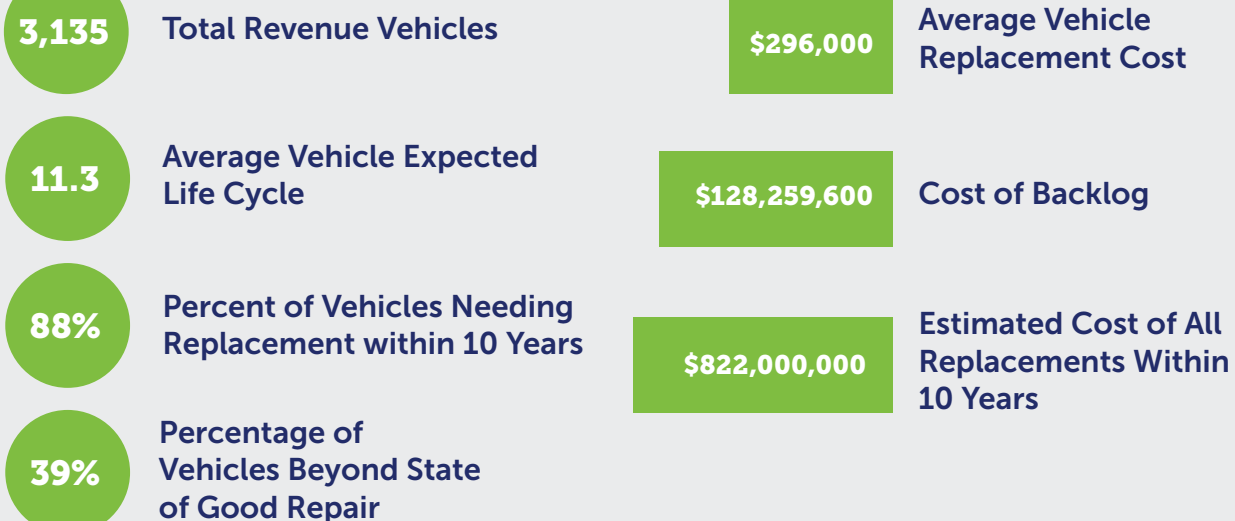 3,135
Total Revenue Vehicles
11.3
Average Vehicle Expected
Life Cycle
88%
Percent of Vehicles Needing
Replacement within 10 Years
39%
Percentage of
Vehicles Beyond State
of Good Repair
$296,000
Average Vehicle
Replacement Cost
$128,259,600
Cost of Backlog
$822,000,000
Estimated Cost of All
Replacements Within
10 Years